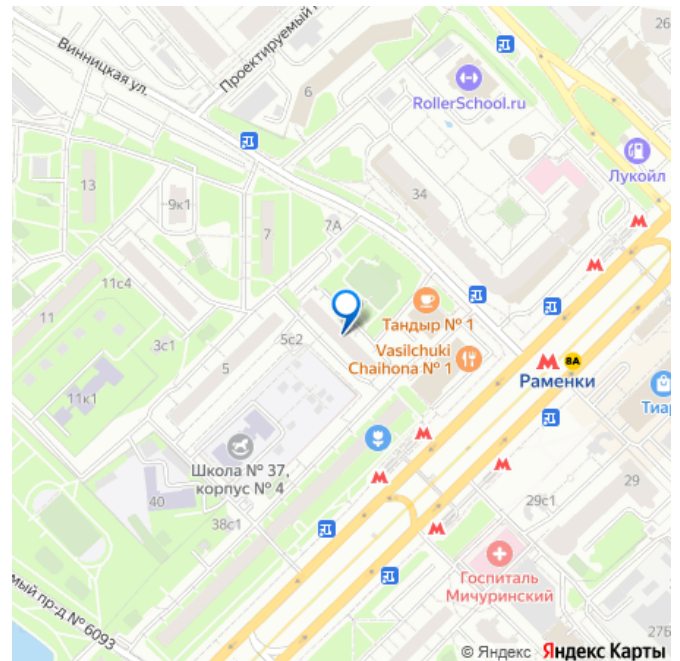 26
Проектируемый п
Винницкая ул.
6
RollerSchool.ru
Лукойл
13
9к1
7
7А
34
М
М
11с4
Тандыр № 1
11
3с1
5с2
Vasilchuki
Chaihona № 1
М
8А
Раменки
5
Тиар
11к1
М
Школа № 37,
корпус № 4
М
М
29
40
29с1
38с1
М
Госпиталь
Мичуринский
мый пр-д № 6093
27Б
© Яндекс Яндекс Карты